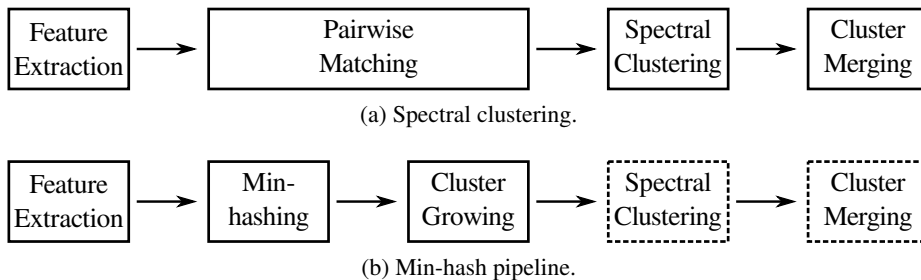 Feature Extraction
Pairwise Matching
Spectral Clustering
Cluster Merging
(a) Spectral clustering.
Feature Extraction
Min-hashing
Cluster Growing
Spectral Clustering
Cluster Merging
(b) Min-hash pipeline.